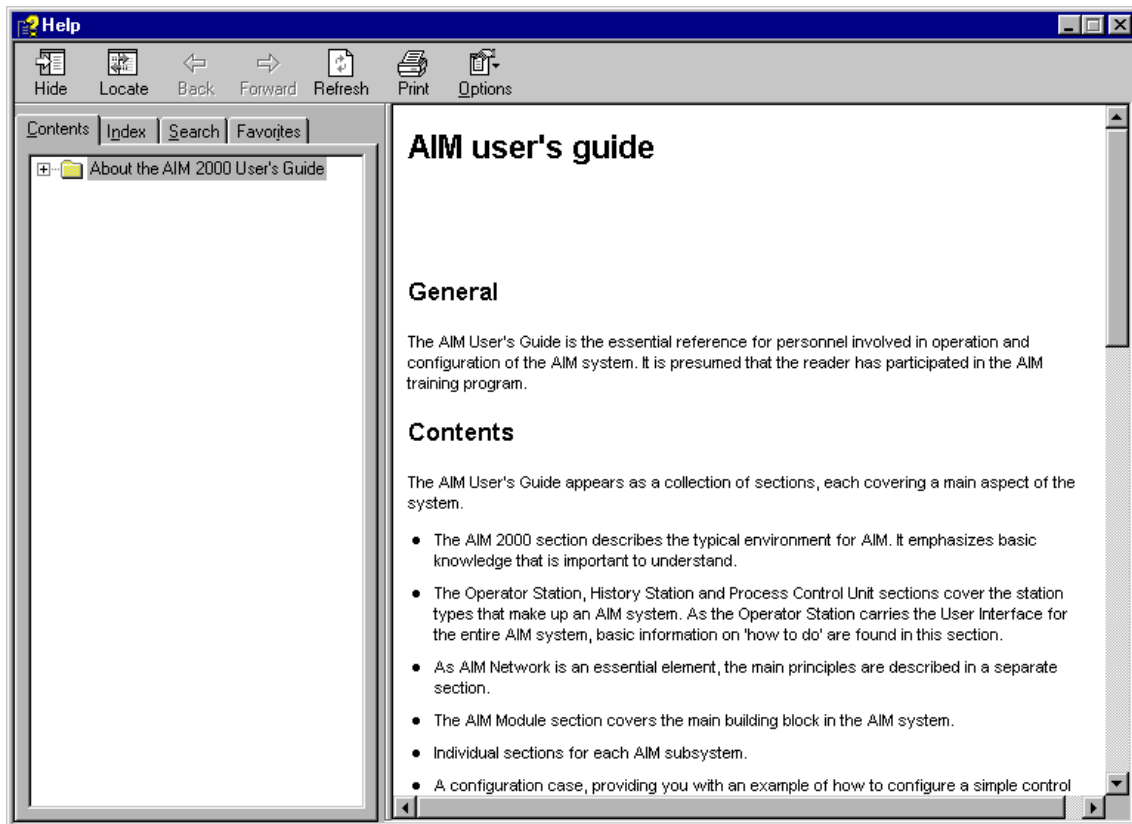 Help
Hide Locate Back Forward Refresh Print Options
Contents Index Search Favorites
About the AIM 2000 User's Guide
AIM user's guide
General
The AIM User's Guide is the essential reference for personnel involved in operation and
configuration of the AIM system. It is presumed that the reader has participated in the AIM
training program.
Contents
The AIM User's Guide appears as a collection of sections, each covering a main aspect of the
system.
● The AIM 2000 section describes the typical environment for AIM. It emphasizes basic
knowledge that is important to understand.
● The Operator Station, History Station and Process Control Unit sections cover the station
types that make up an AIM system. As the Operator Station carries the User Interface for
the entire AIM system, basic information on 'how to do' are found in this section.
● As AIM Network is an essential element, the main principles are described in a separate
section.
● The AIM Module section covers the main building block in the AIM system.
● Individual sections for each AIM subsystem.
● A configuration case, providing you with an example of how to configure a simple control